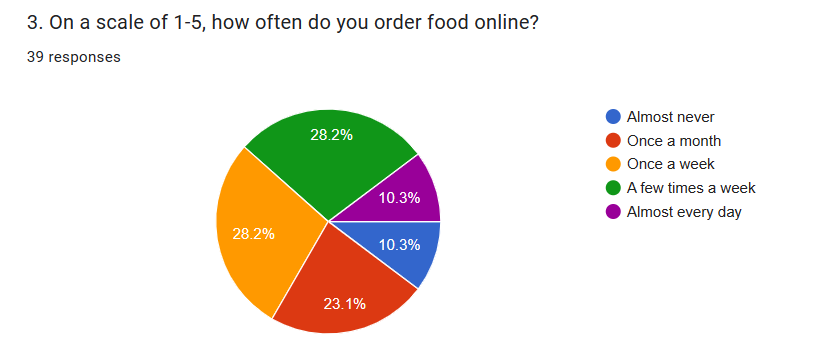 3. On a scale of 1-5, how often do you order food online?
39 responses
28.2%
10.3%
28.2%
10.3%
23.1%
Almost never
Once a month
Once a week
A few times a week
Almost every day